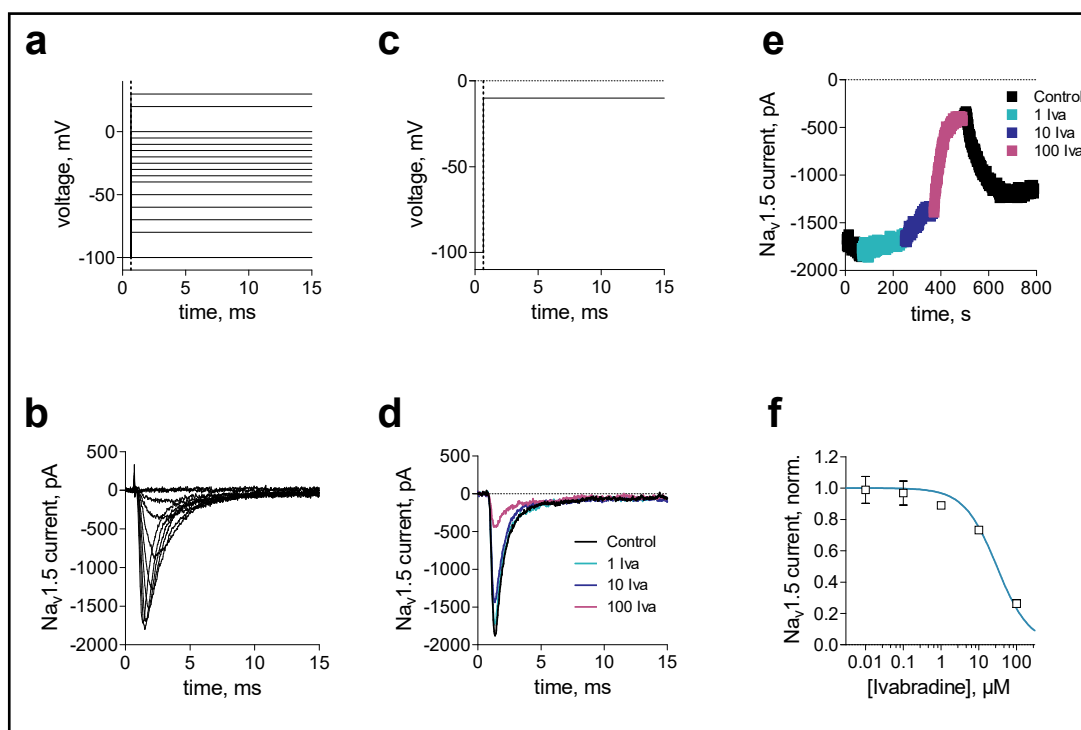 a
voltage, mV
0
-50
-100
0 5 10 15
time, ms
c
voltage, mV
0
-50
-100
0 5 10 15
time, ms
e
Nav1.5 current, pA
0
-500
-1000
-1500
-2000
0 200 400 600 800
time, s
Control
1 Iva
10 Iva
100 Iva
b
Nav1.5 current, pA
500
0
-500
-1000
-1500
-2000
0 5 10 15
time, ms
d
Nav1.5 current, pA
500
0
-500
-1000
-1500
-2000
0 5 10 15
time, ms
Control
1 Iva
10 Iva
100 Iva
f
Nav1.5 current, norm.
1.2
1.0
0.8
0.6
0.4
0.2
0.0
0.01 0.1 1 10 100
[Ivabradine], µM